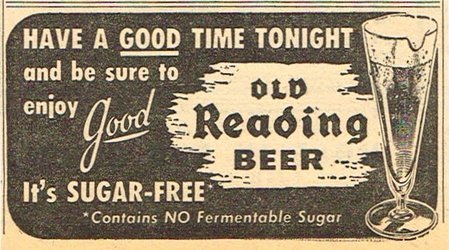 HAVE A GOOD TIME TONIGHT
and be sure to
enjoy Good
OLD
Reading
BEER
It's SUGAR-FREE*
*Contains NO Fermentable Sugar